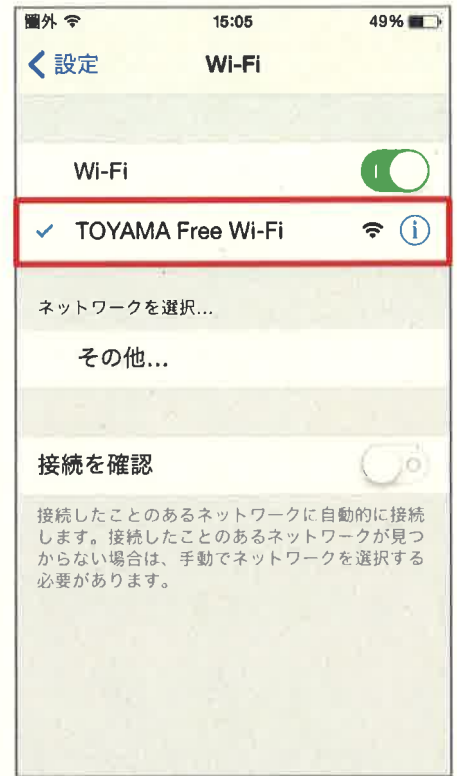 圏外 15:05 49%
設定 Wi-Fi
Wi-Fi
TOYAMA Free Wi-Fi
ネットワークを選択...
その他...
接続を確認
接続したことのあるネットワークに自動的に接続
します。接続したことのあるネットワークが見つ
からない場合は、手動でネットワークを選択する
必要があります。